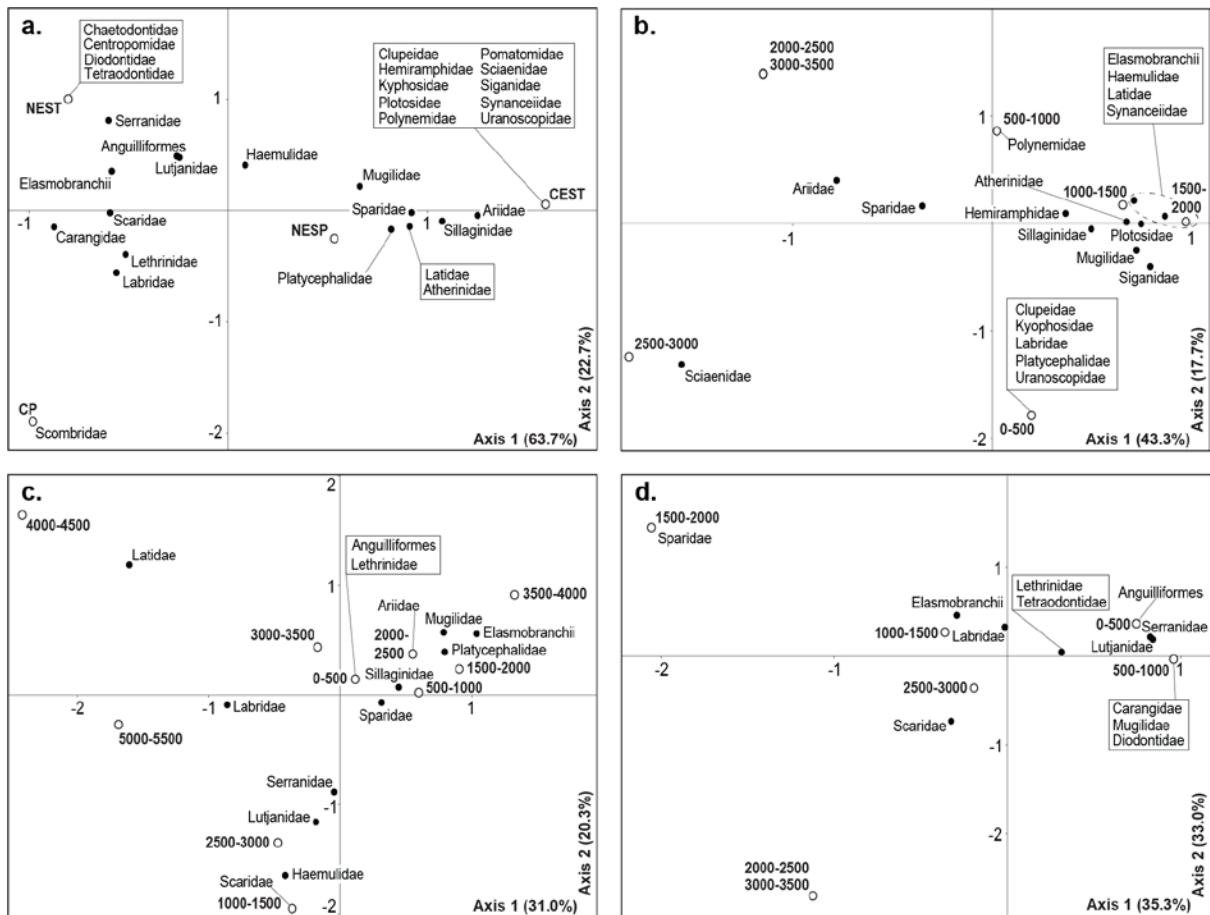 a.
Chaetodontidae
Centropomidae
Diodontidae
Tetraodontidae
Clupeidae Pomatomidae
Hemiramphidae Sciaenidae
Kyphosidae Siganidae
Plotosidae Synanceiidae
Polynemidae Uranoscopidae
NEST
1
Serranidae
Anguilliformes
Lutjanidae
Haemulidae
Elasmobranchii
Mugilidae
CEST
-1
Scaridae
Sparidae
1
Ariidae
Sillaginidae
Carangidae
NESP
Lethrinidae
Platycephalidae
Latidae
Atherinidae
Labridae
-1
CP
Scombridae
-2
Axis 1 (63.7%)
Axis 2 (22.7%)
b.
2000-2500
3000-3500
Elasmobranchii
Haemulidae
Latidae
Synanceiidae
1
500-1000
Polynemidae
Ariidae
Atherinidae
Sparidae
1000-1500
1500-
2000
Hemiramphidae
-1
Sillaginidae
Plotosidae
1
Mugilidae
Siganidae
Clupeidae
Kyophosidae
Labridae
Platycephalidae
Uranoscopidae
-1
2500-3000
Sciaenidae
0-500
-2
Axis 1 (43.3%)
Axis 2 (17.7%)
c.
2
4000-4500
Latidae
Anguilliformes
Lethrinidae
1
Ariidae
3500-4000
Mugilidae
3000-3500
2000-
2500
Elasmobranchii
Platycephalidae
Sillaginidae
1500-2000
0-500
500-1000
-2
-1
Labridae
Sparidae
1
5000-5500
Serranidae
-1
Lutjanidae
2500-3000
Haemulidae
Scaridae
1000-1500
-2
Axis 1 (31.0%)
Axis 2 (20.3%)
d.
1500-2000
Sparidae
1
Lethrinidae
Tetraodontidae
Anguilliformes
Elasmobranchii
0-500
Serranidae
1000-1500
Labridae
Lutjanidae
-2
-1
500-1000
1
2500-3000
Carangidae
Mugilidae
Diodontidae
Scaridae
-1
-2
2000-2500
3000-3500
Axis 1 (35.3%)
Axis 2 (33.0%)